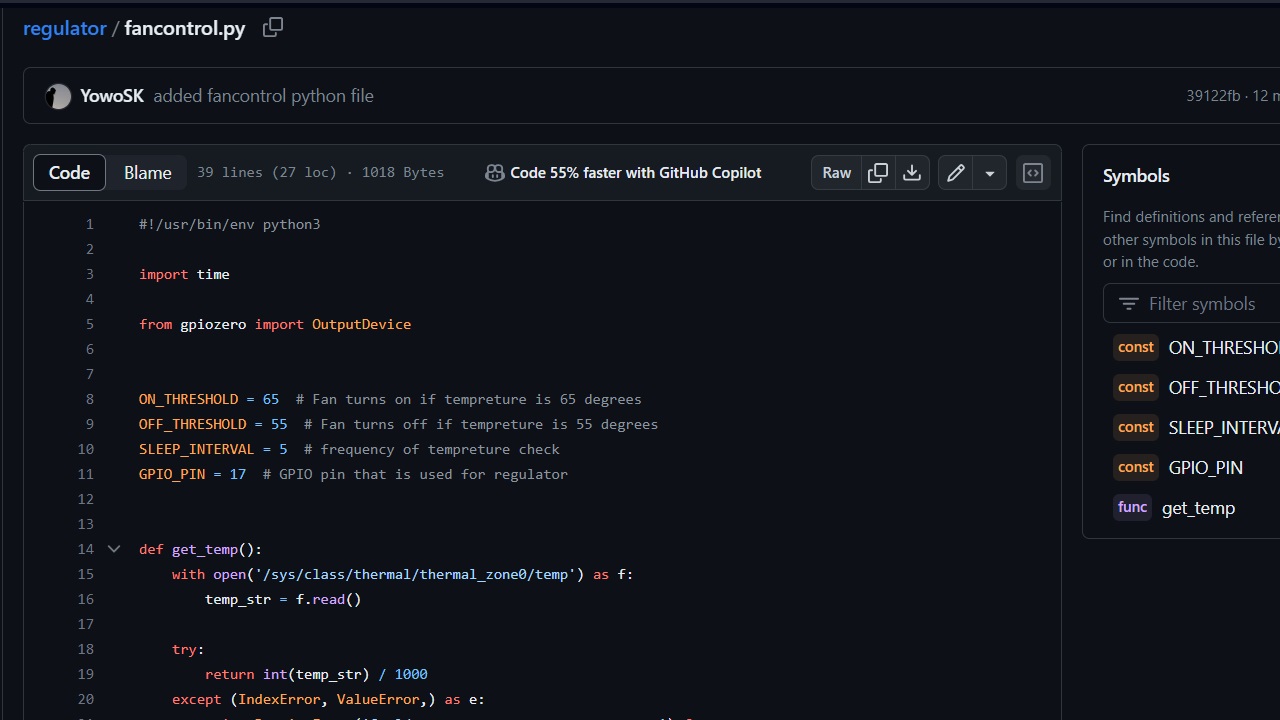 regulator / fancontrol.py
YowoSK added fancontrol python file 39122fb · 12 m
Code Blame 39 lines (27 loc) · 1018 Bytes Code 55% faster with GitHub Copilot Raw
1 #!/usr/bin/env python3
2
3 import time
4
5 from gpiozero import OutputDevice
6
7
8 ON_THRESHOLD = 65  # Fan turns on if tempreture is 65 degrees
9 OFF_THRESHOLD = 55  # Fan turns off if tempreture is 55 degrees
10 SLEEP_INTERVAL = 5  # frequency of tempreture check
11 GPIO_PIN = 17  # GPIO pin that is used for regulator
12
13
14 def get_temp():
15     with open('/sys/class/thermal/thermal_zone0/temp') as f:
16         temp_str = f.read()
17
18     try:
19         return int(temp_str) / 1000
20     except (IndexError, ValueError,) as e:
Symbols
Find definitions and refere
other symbols in this file by
or in the code.
Filter symbols
const ON_THRESHO
const OFF_THRESHO
const SLEEP_INTERVA
const GPIO_PIN
func get_temp